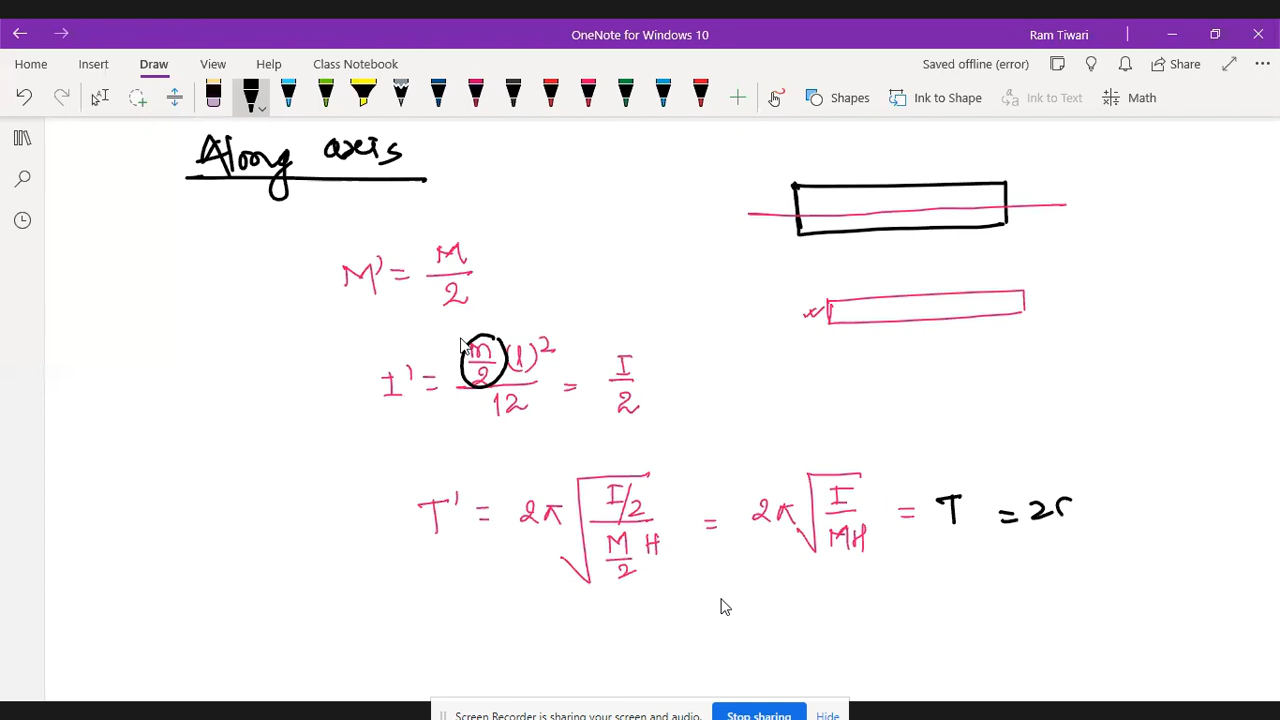 OneNote for Windows 10
Ram Tiwari
Home Insert Draw View Help Class Notebook
Saved offline (error) Share
Shapes Ink to Shape Ink to Text Math
Along axis
M' = M/2
I' = (m/2 (l)²)/12 = I/2
T' = 2π √((I/2)/(M/2 H)) = 2π √(I/MH) = T = 2
Screen Recorder is sharing your screen and audio. Stop sharing Hide